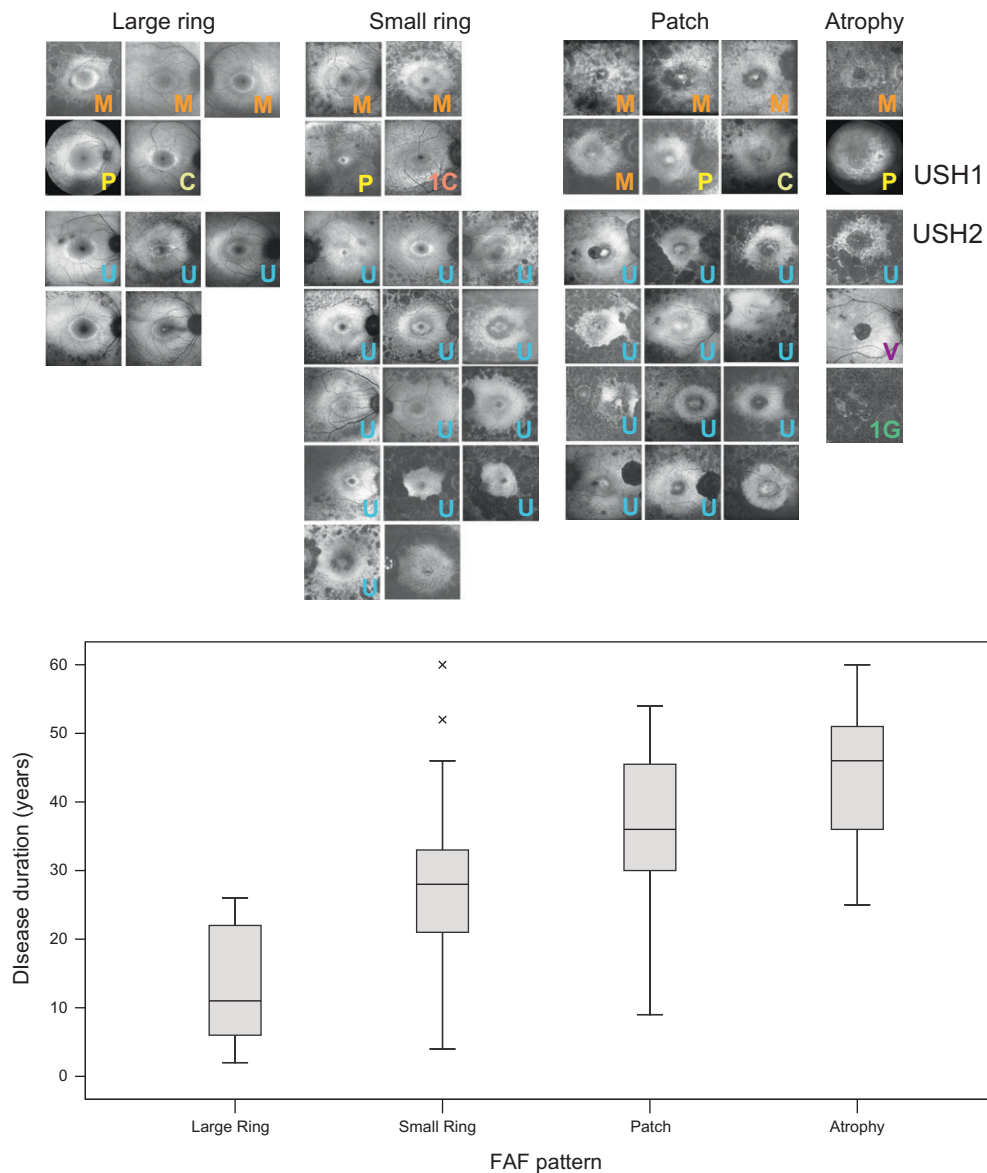 Large ring Small ring Patch Atrophy
M M M M M M M M M
P C P 1C M P C P USH1
USH2
U U U U U U U U U U
U U U U U U V
U U U U U U 1G
U U U U U
U
60
50
40
30
20
10
0
DIsease duration (years)
Large Ring Small Ring Patch Atrophy
FAF pattern